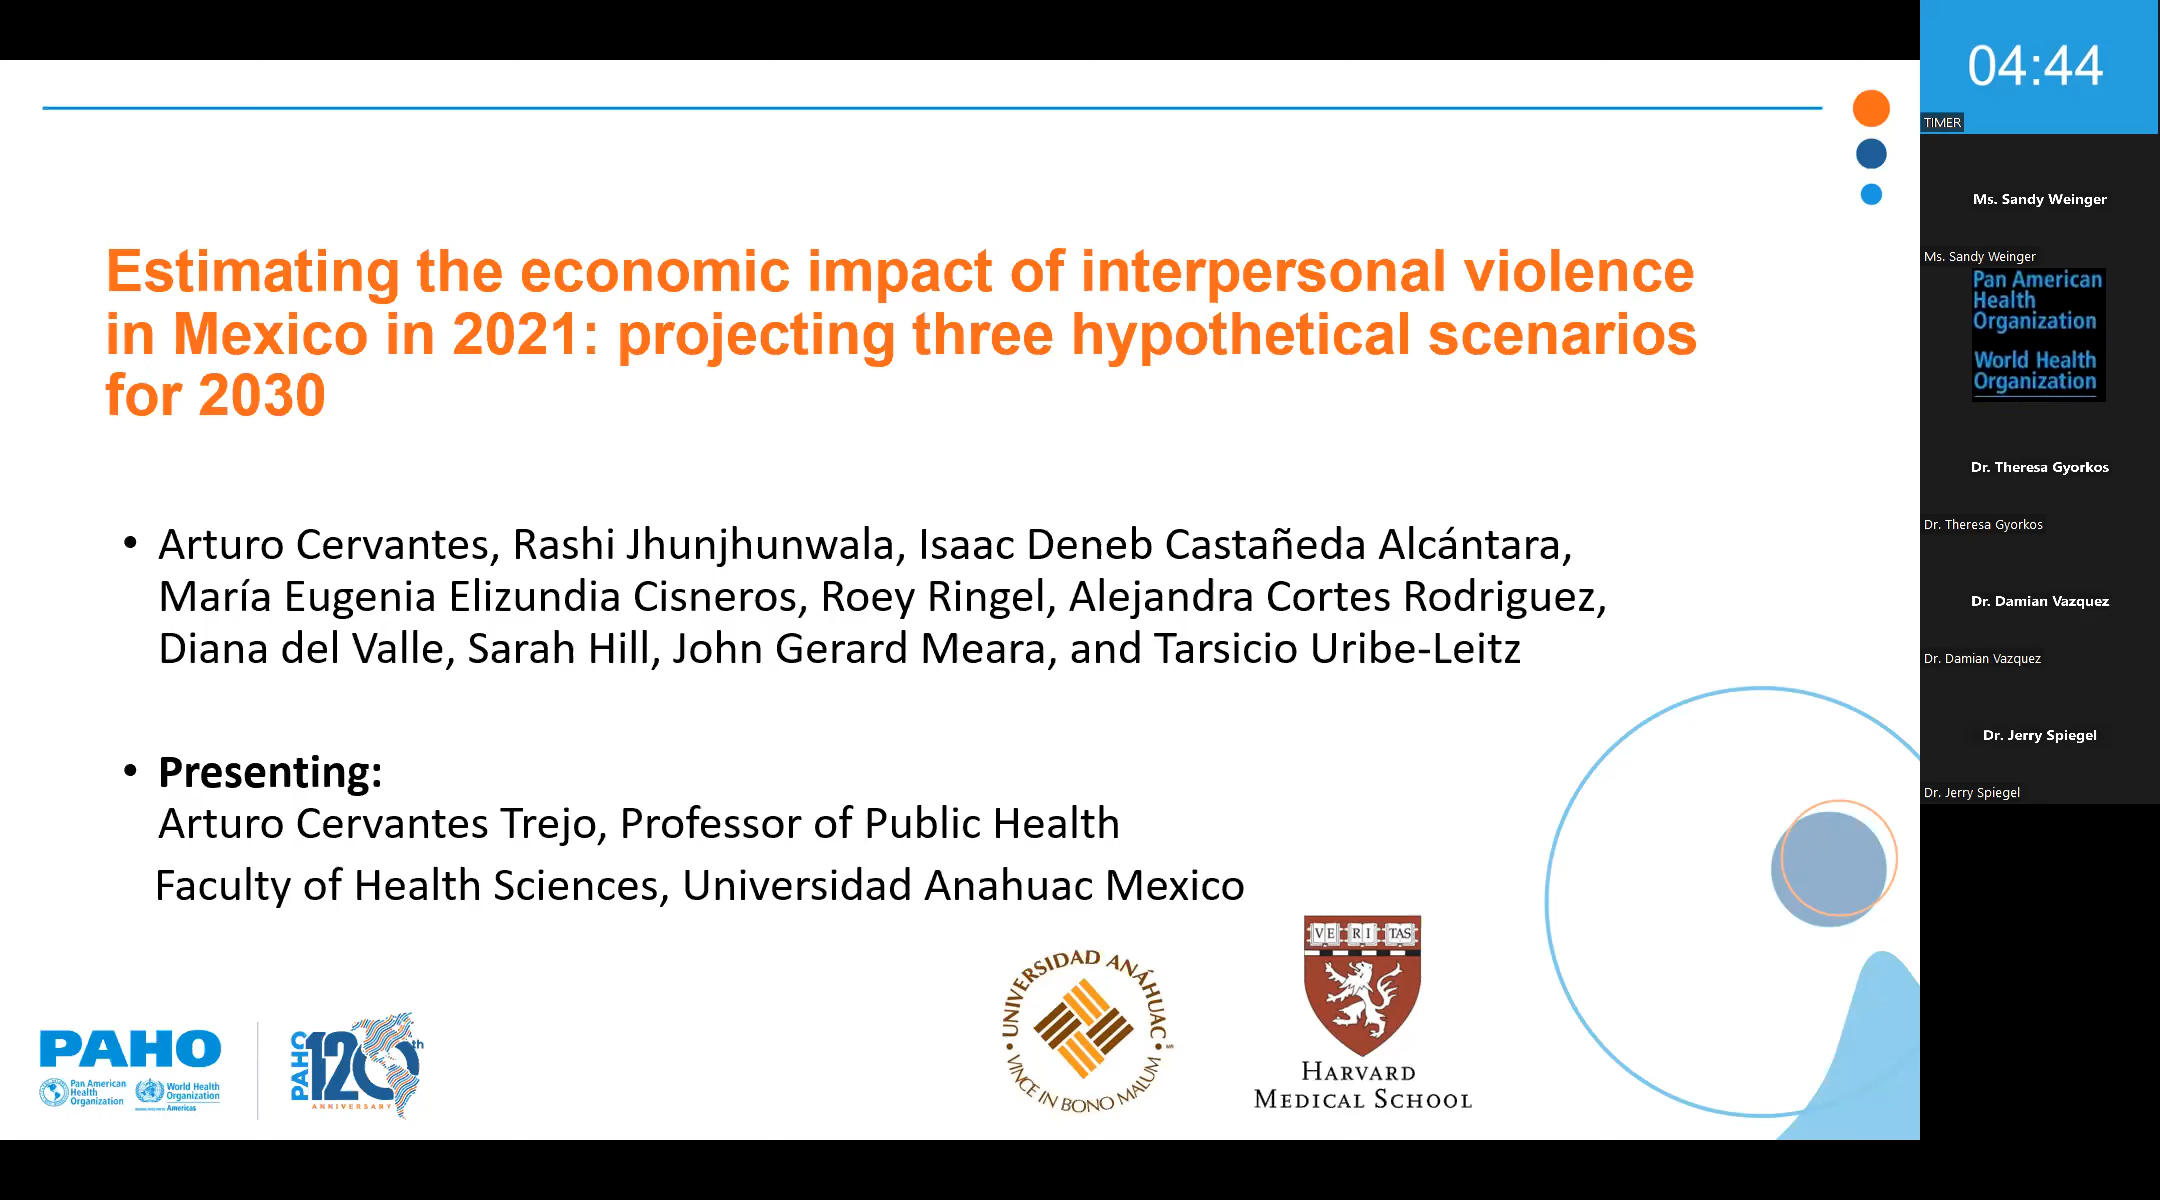 Estimating the economic impact of interpersonal violence
in Mexico in 2021: projecting three hypothetical scenarios
for 2030
• Arturo Cervantes, Rashi Jhunjhunwala, Isaac Deneb Castañeda Alcántara,
María Eugenia Elizundia Cisneros, Roey Ringel, Alejandra Cortes Rodriguez,
Diana del Valle, Sarah Hill, John Gerard Meara, and Tarsicio Uribe-Leitz
• Presenting:
Arturo Cervantes Trejo, Professor of Public Health
Faculty of Health Sciences, Universidad Anahuac Mexico
PAHO
Pan American
Health
Organization
World Health
Organization
Americas
PAHO
120th
ANNIVERSARY
UNIVERSIDAD ANÁHUAC
VINCE IN BONO MALUM
VE RI TAS
HARVARD
MEDICAL SCHOOL
04:44
TIMER
Ms. Sandy Weinger
Ms. Sandy Weinger
Pan American
Health
Organization
World Health
Organization
Dr. Theresa Gyorkos
Dr. Theresa Gyorkos
Dr. Damian Vazquez
Dr. Damian Vazquez
Dr. Jerry Spiegel
Dr. Jerry Spiegel